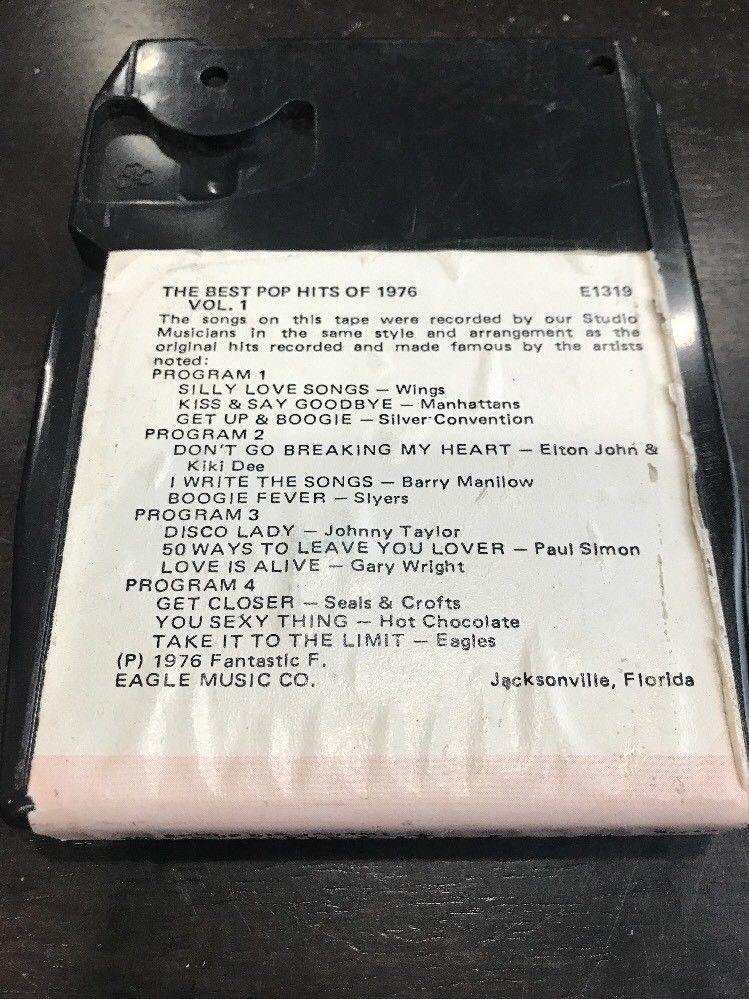 THE BEST POP HITS OF 1976 E1319
VOL. 1
The songs on this tape were recorded by our Studio
Musicians in the same style and arrangement as the
original hits recorded and made famous by the artists
noted:
PROGRAM 1
SILLY LOVE SONGS — Wings
KISS & SAY GOODBYE — Manhattans
GET UP & BOOGIE — Silver Convention
PROGRAM 2
DON'T GO BREAKING MY HEART — Elton John &
Kiki Dee
I WRITE THE SONGS — Barry Manilow
BOOGIE FEVER — Slyers
PROGRAM 3
DISCO LADY — Johnny Taylor
50 WAYS TO LEAVE YOU LOVER — Paul Simon
LOVE IS ALIVE — Gary Wright
PROGRAM 4
GET CLOSER — Seals & Crofts
YOU SEXY THING — Hot Chocolate
TAKE IT TO THE LIMIT — Eagles
(P) 1976 Fantastic F.
EAGLE MUSIC CO. Jacksonville, Florida